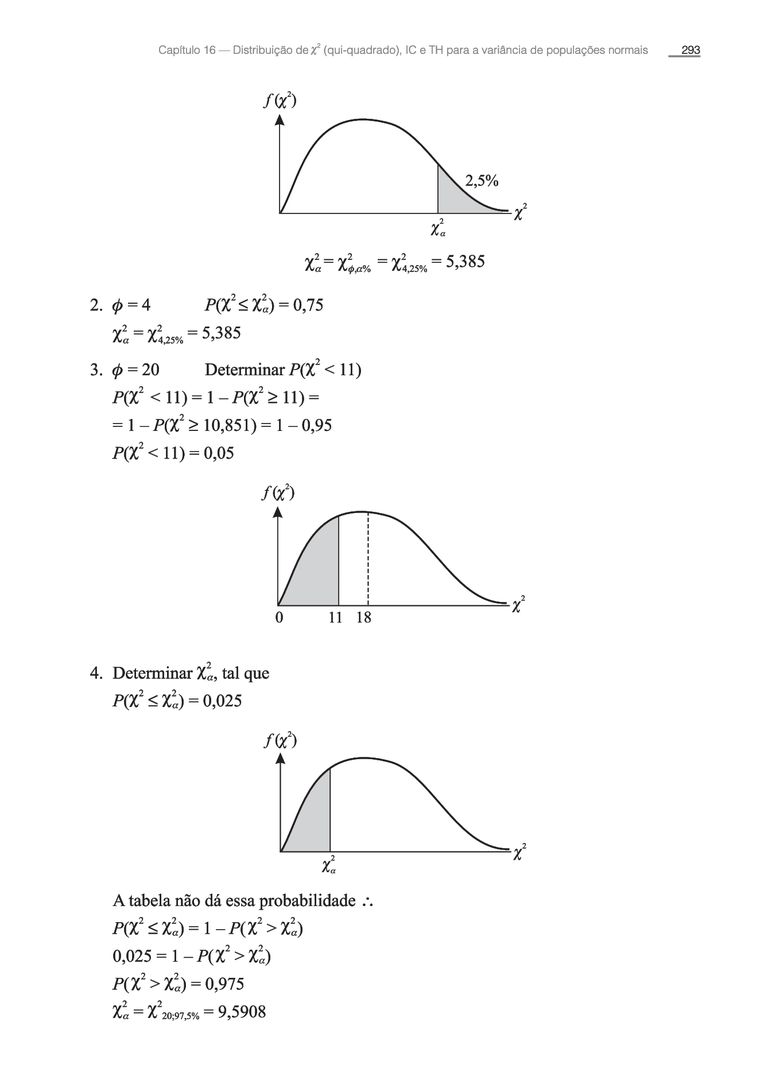 Capítulo 16 — Distribuição de χ² (qui-quadrado), IC e TH para a variância de populações normais 293
f(χ²)
2,5%
χ²
χ²α
χ²α = χ²ϕ,α% = χ²4,25% = 5,385
2. ϕ = 4 P(χ² ≤ χ²α) = 0,75
χ²α = χ²4,25% = 5,385
3. ϕ = 20 Determinar P(χ² < 11)
P(χ² < 11) = 1 – P(χ² ≥ 11) =
= 1 – P(χ² ≥ 10,851) = 1 – 0,95
P(χ² < 11) = 0,05
f(χ²)
χ²
0 11 18
4. Determinar χ²α, tal que
P(χ² ≤ χ²α) = 0,025
f(χ²)
χ²
χ²α
A tabela não dá essa probabilidade ∴
P(χ² ≤ χ²α) = 1 – P(χ² > χ²α)
0,025 = 1 – P(χ² > χ²α)
P(χ² > χ²α) = 0,975
χ²α = χ²20;97,5% = 9,5908